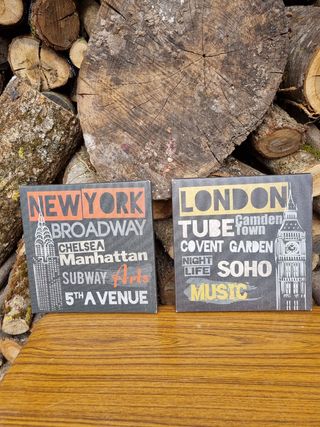 NEW YORK
BROADWAY
CHELSEA
Manhattan
SUBWAY Arts
5TH AVENUE
LONDON
TUBE Camden Town
COVENT GARDEN
NIGHT LIFE SOHO
MUSIC